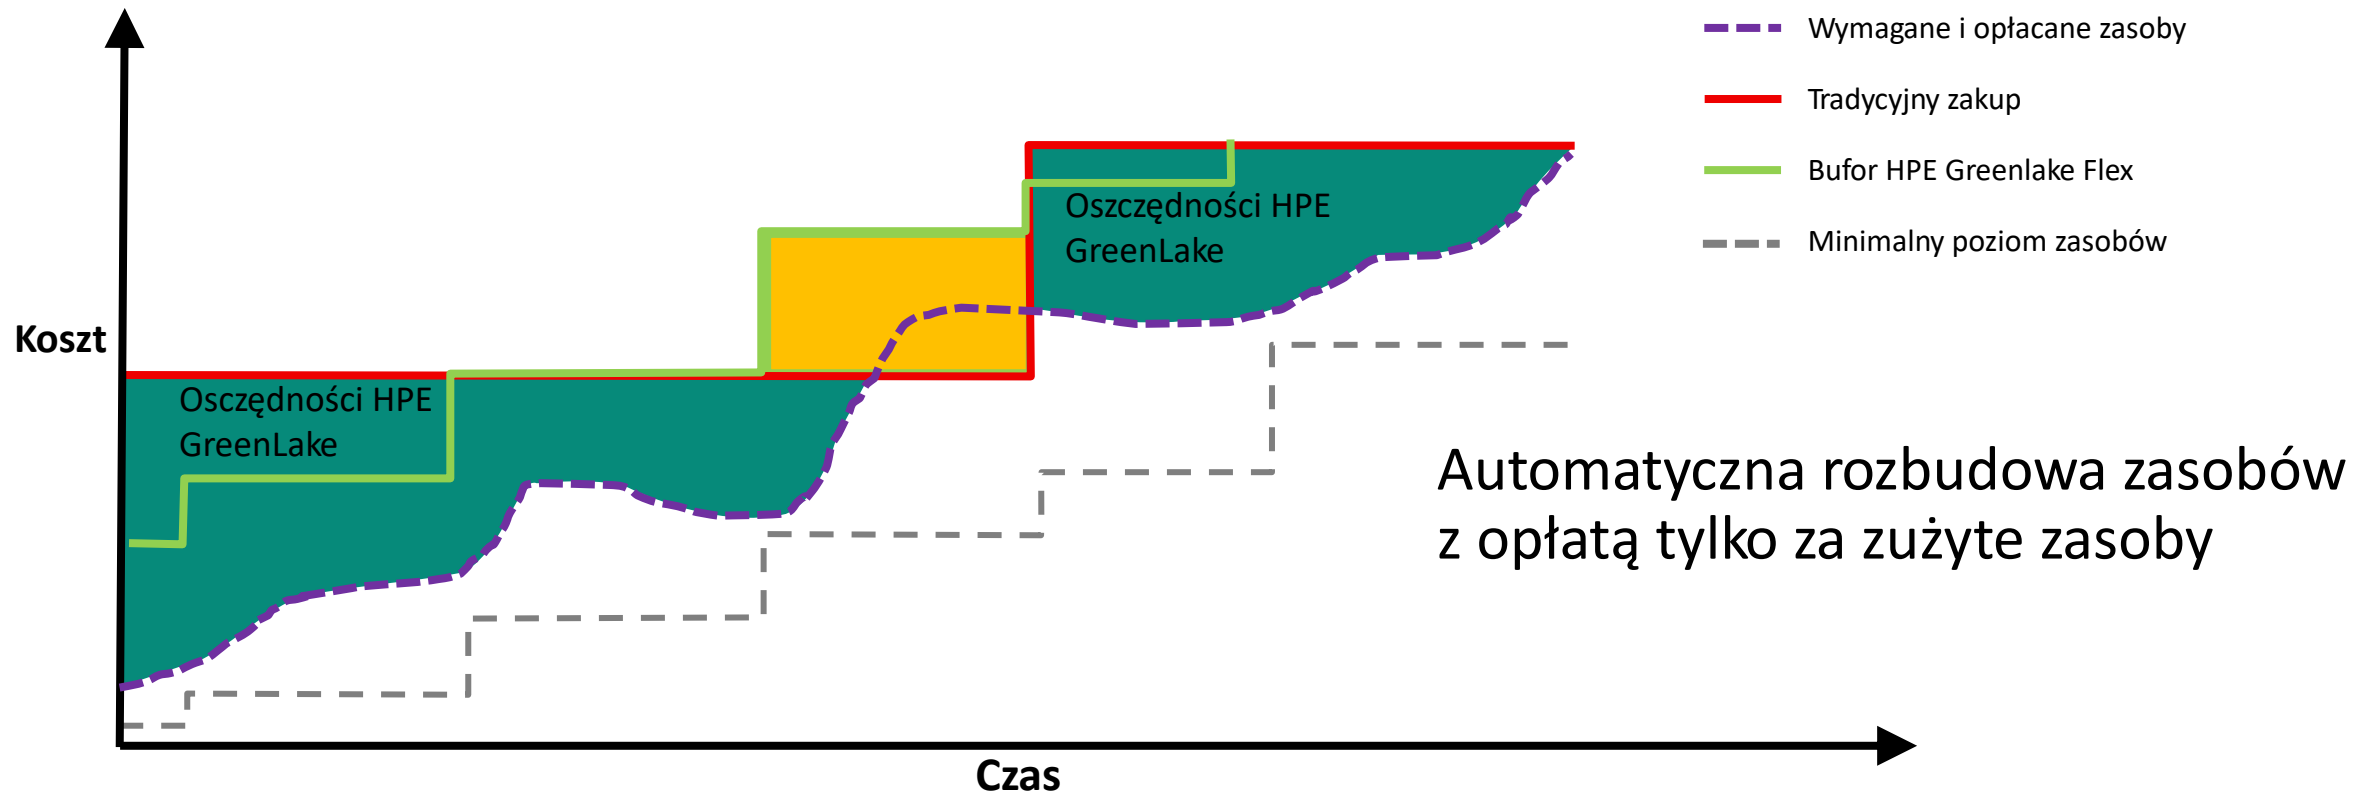 Wymagane i opłacane zasoby
Tradycyjny zakup
Bufor HPE Greenlake Flex
Minimalny poziom zasobów
Oszczędności HPE
GreenLake
Koszt
Osczędności HPE
GreenLake
Automatyczna rozbudowa zasobów
z opłatą tylko za zużyte zasoby
Czas